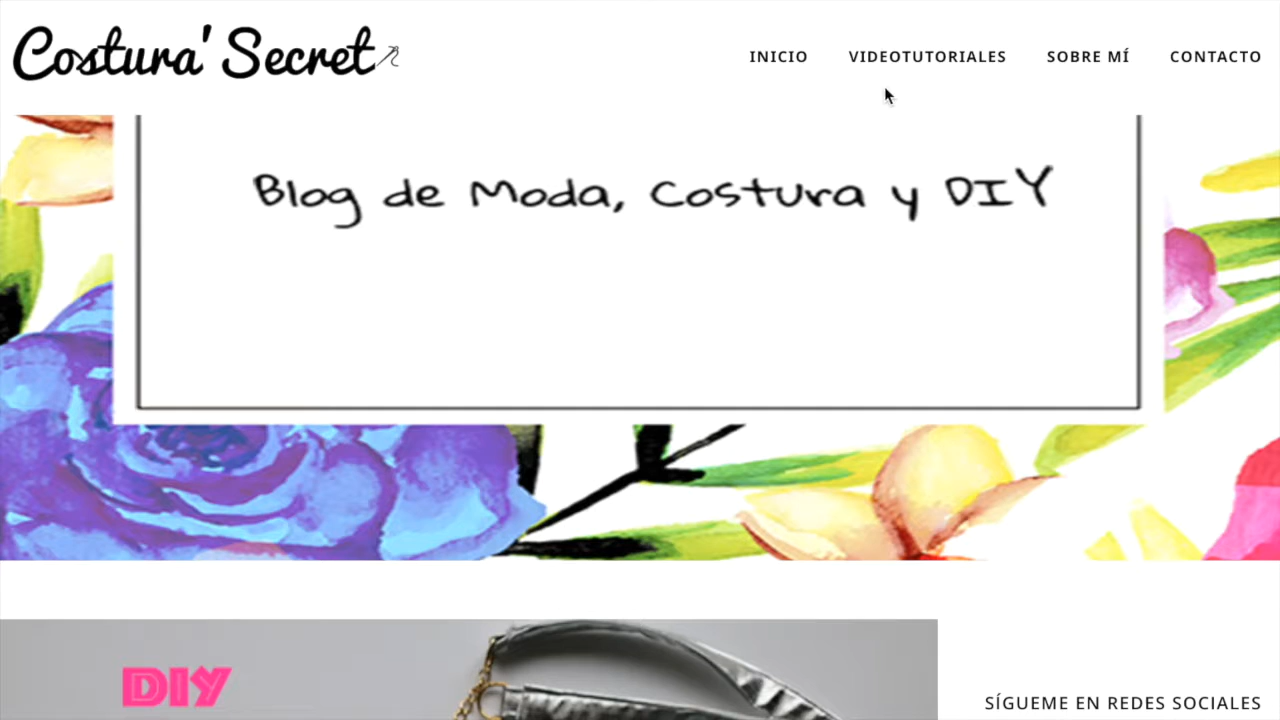 Costura' Secret
INICIO VIDEOTUTORIALES SOBRE MÍ CONTACTO
Blog de Moda, Costura y DIY
DIY
SÍGUEME EN REDES SOCIALES